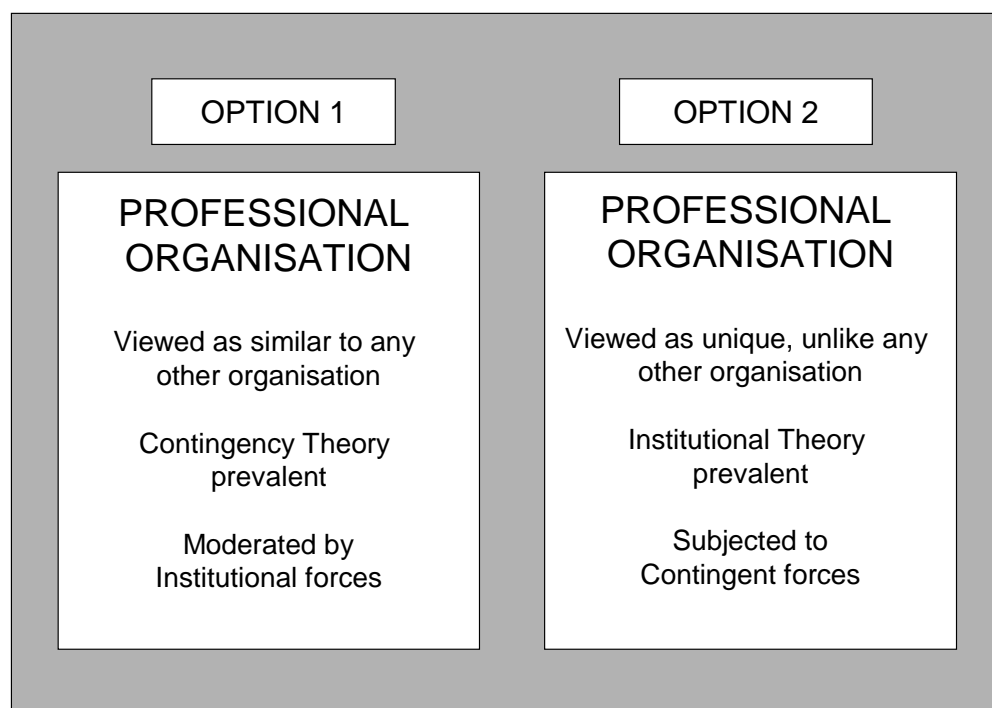 OPTION 1
PROFESSIONAL
ORGANISATION
Viewed as similar to any
other organisation
Contingency Theory
prevalent
Moderated by
Institutional forces
OPTION 2
PROFESSIONAL
ORGANISATION
Viewed as unique, unlike any
other organisation
Institutional Theory
prevalent
Subjected to
Contingent forces